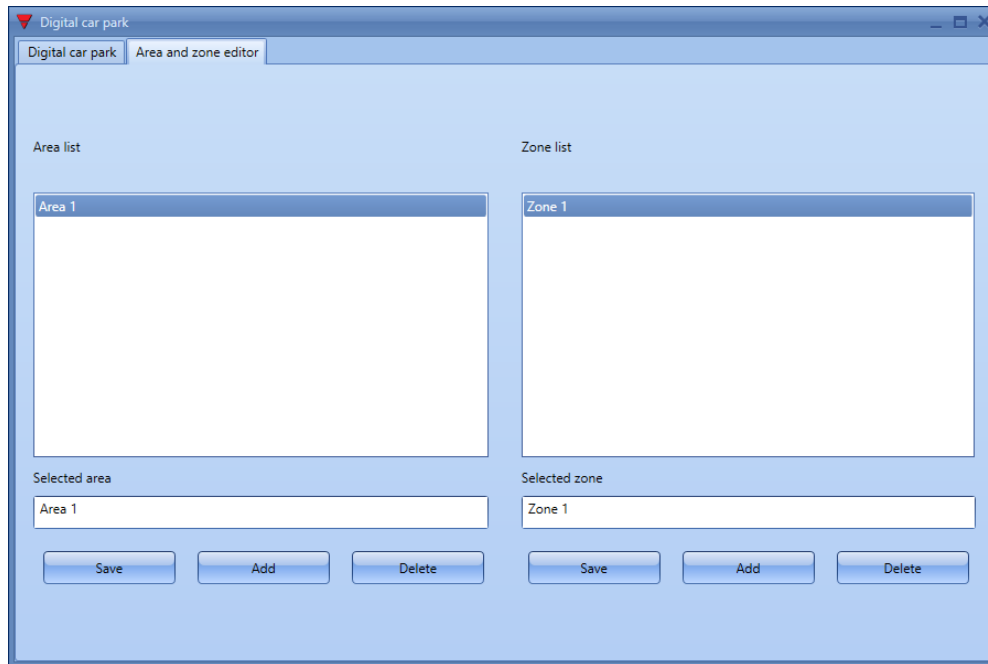 Digital car park
Digital car park
Area and zone editor
Area list
Zone list
Area 1
Zone 1
Selected area
Selected zone
Area 1
Zone 1
Save
Add
Delete
Save
Add
Delete